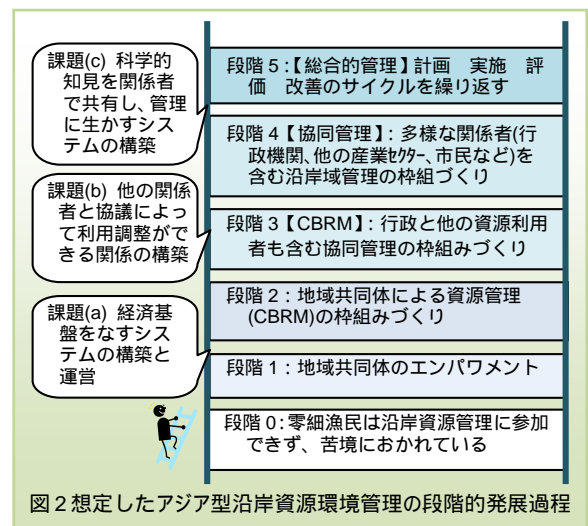 課題(c) 科学的
知見を関係者
で共有し、管理
に生かすシス
テムの構築
段階５:【総合的管理】計画　実施　評
価　改善のサイクルを繰り返す
段階４【協同管理】: 多様な関係者(行
政機関、他の産業ｾｸﾀｰ、市民など)を
含む沿岸域管理の枠組づくり
課題(b) 他の関係
者と協議によっ
て利用調整がで
きる関係の構築
段階３【CBRM】: 行政と他の資源利用
者も含む協同管理の枠組みづくり
課題(a) 経済基
盤をなすシス
テムの構築と
運営
段階２: 地域共同体による資源管理
(CBRM)の枠組みづくり
段階１: 地域共同体のエンパワメント
段階０: 零細漁民は沿岸資源管理に参加
できず、苦境におかれている
図２想定したアジア型沿岸資源環境管理の段階的発展過程